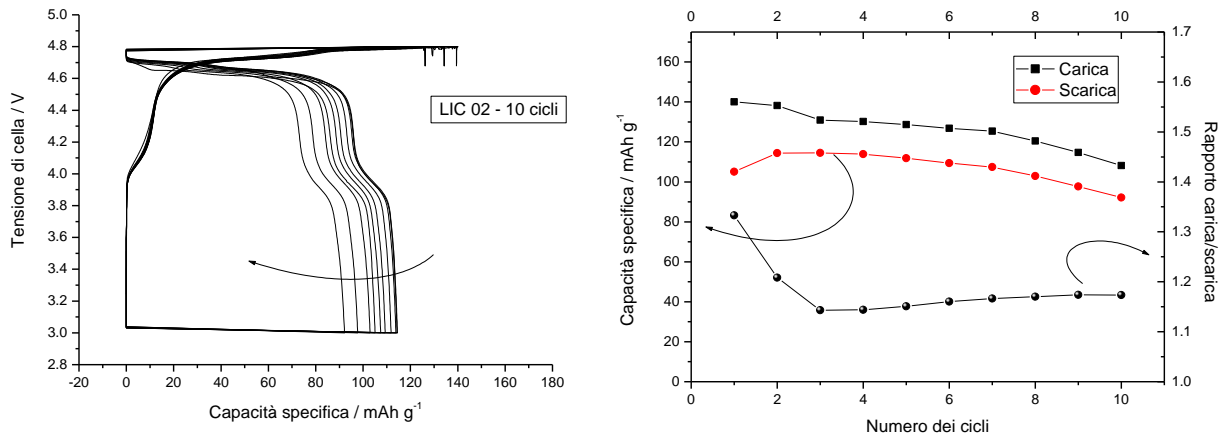 5.0
4.8
4.6
4.4
4.2
4.0
3.8
3.6
3.4
3.2
3.0
2.8
-20 0 20 40 60 80 100 120 140 160 180
Tensione di cella / V
Capacità specifica / mAh g-1
LIC 02 - 10 cicli
0 2 4 6 8 10
160
140
120
100
80
60
40
20
0
Capacità specifica / mAh g-1
Carica
Scarica
1.7
1.6
1.5
1.4
1.3
1.2
1.1
1.0
Rapporto carica/scarica
0 2 4 6 8 10
Numero dei cicli